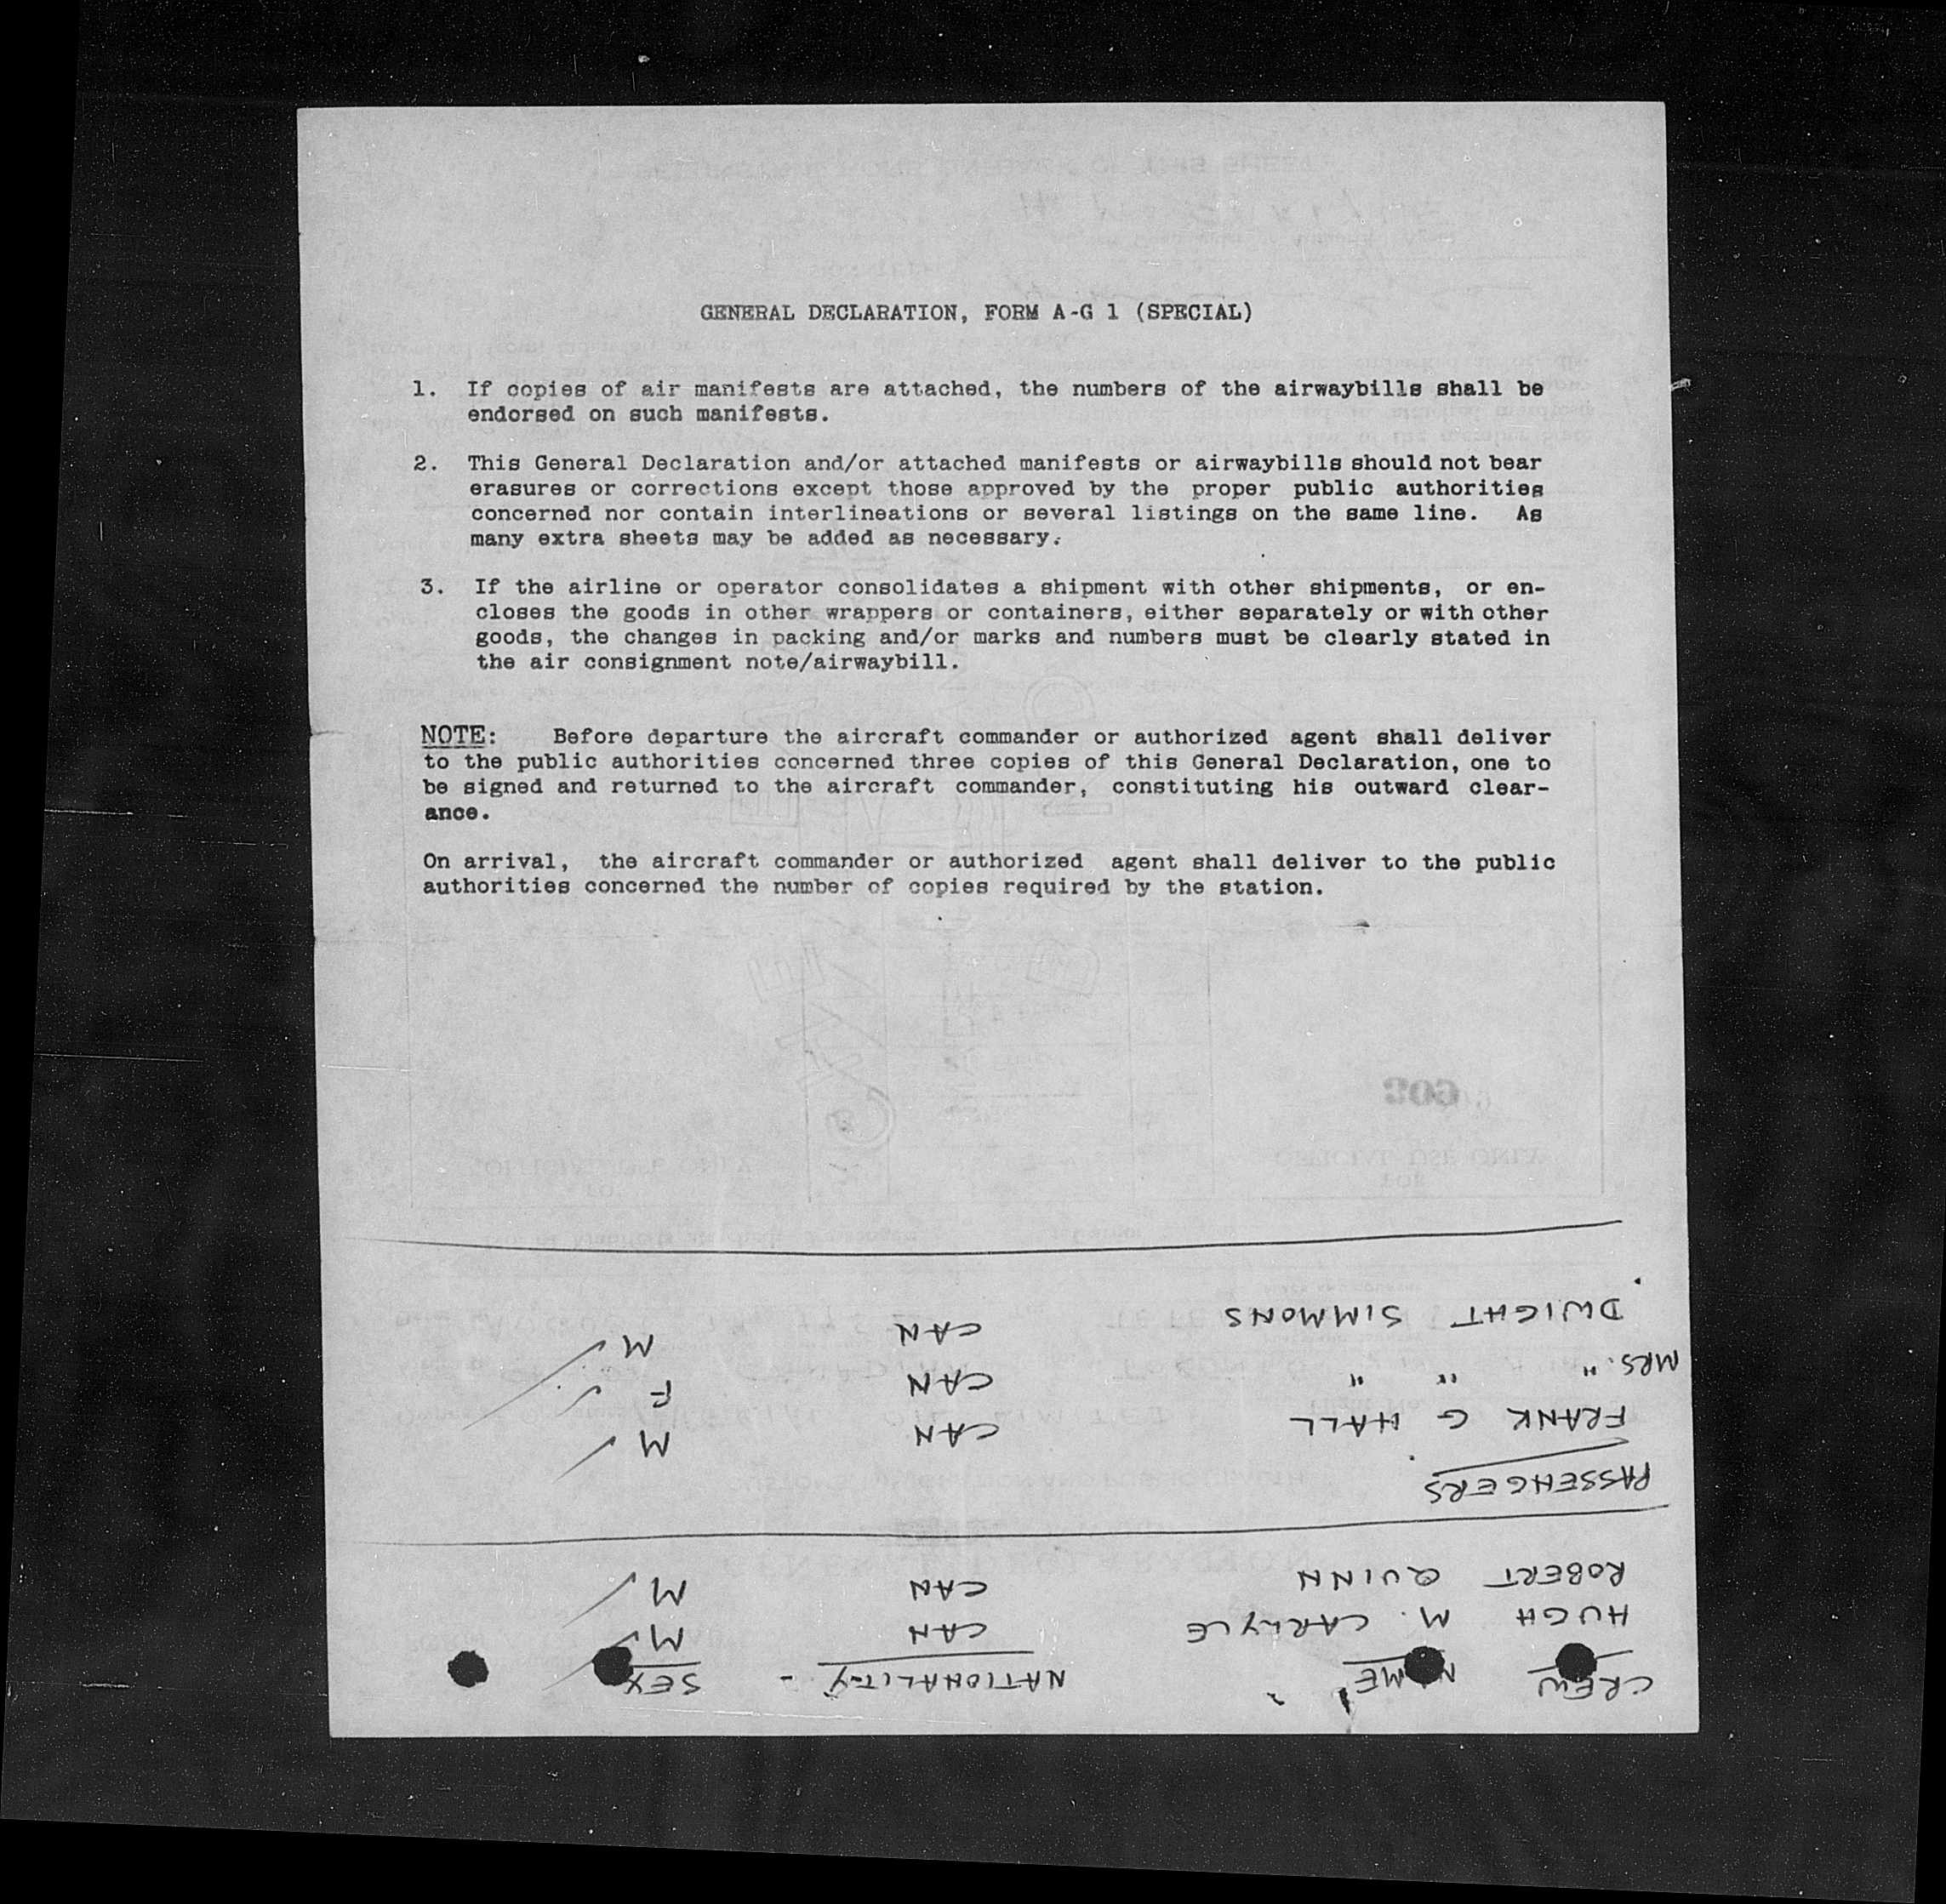 GENERAL DECLARATION, FORM A-G 1 (SPECIAL)
1. If copies of air manifests are attached, the numbers of the airwaybills shall be
endorsed on such manifests.
2. This General Declaration and/or attached manifests or airwaybills should not bear
erasures or corrections except those approved by the proper public authorities
concerned nor contain interlineations or several listings on the same line. As
many extra sheets may be added as necessary.
3. If the airline or operator consolidates a shipment with other shipments, or en-
closes the goods in other wrappers or containers, either separately or with other
goods, the changes in packing and/or marks and numbers must be clearly stated in
the air consignment note/airwaybill.
NOTE: Before departure the aircraft commander or authorized agent shall deliver
to the public authorities concerned three copies of this General Declaration, one to
be signed and returned to the aircraft commander, constituting his outward clear-
ance.
On arrival, the aircraft commander or authorized agent shall deliver to the public
authorities concerned the number of copies required by the station.
CREW NAME NATIONALITY - SEX
HUGH M. CARLYLE CAN M
ROBERT QUINN CAN M
PASSENGERS
FRANK G HALL CAN M
MRS. " " " CAN F
DWIGHT SIMMONS CAN M